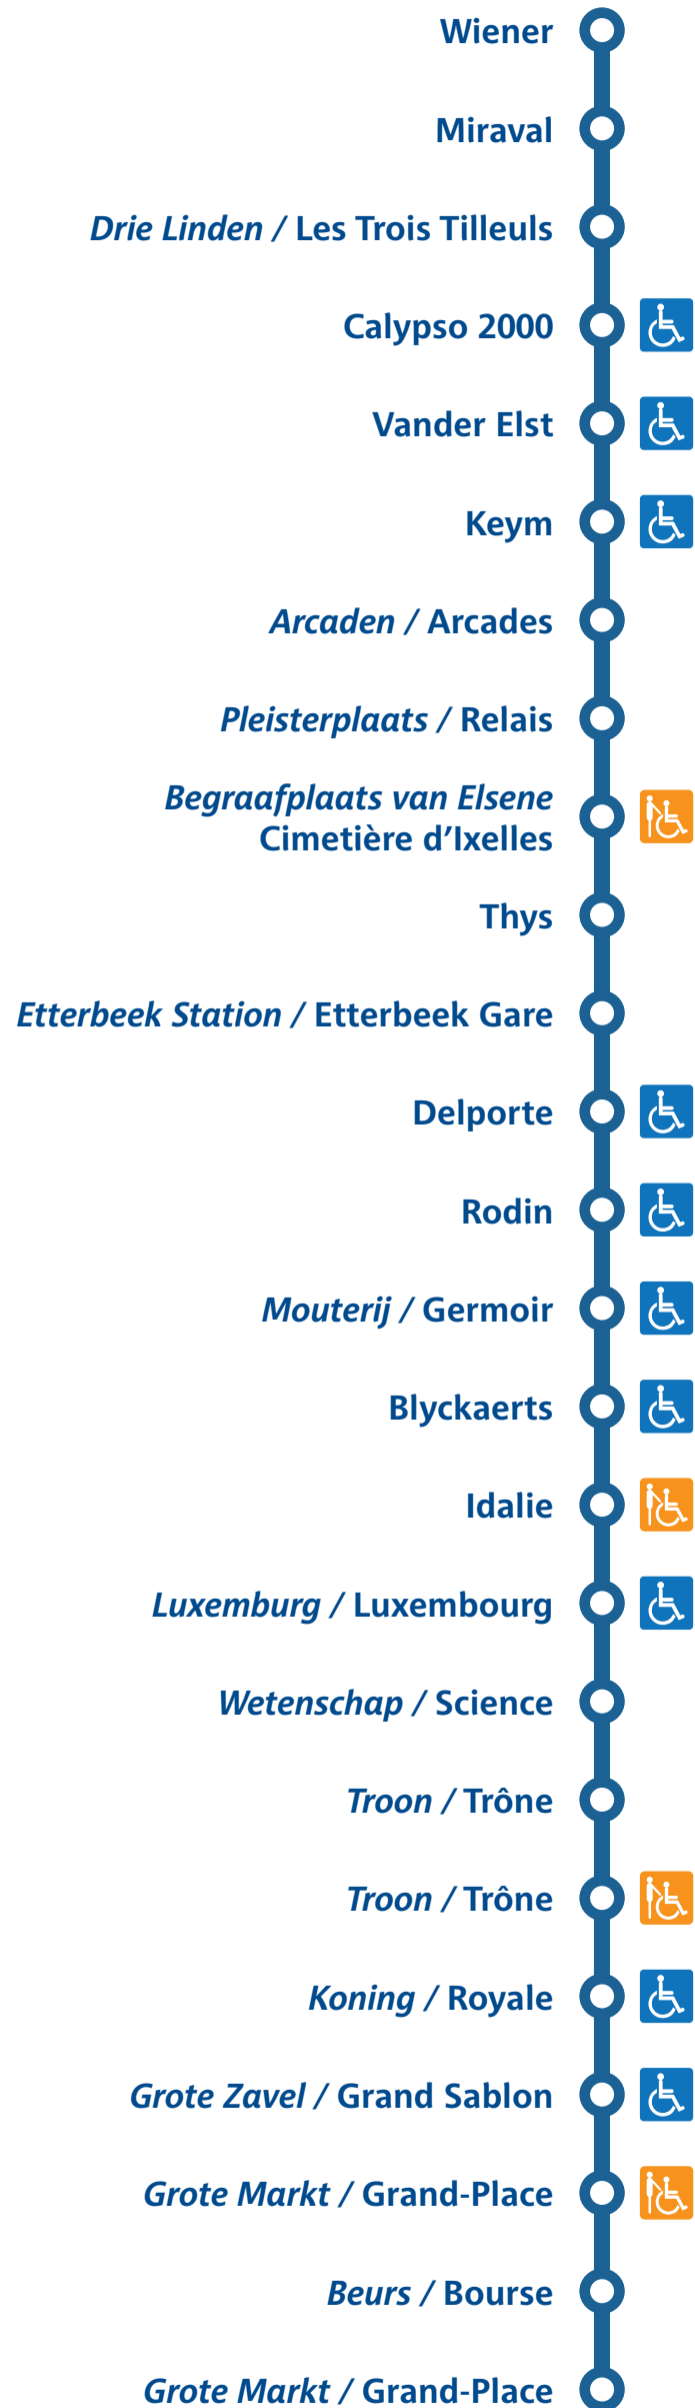 Wiener
Miraval
Drie Linden / Les Trois Tilleuls
Calypso 2000
Vander Elst
Keym
Arcaden / Arcades
Pleisterplaats / Relais
Begraafplaats van Elsene
Cimetière d’Ixelles
Thys
Etterbeek Station / Etterbeek Gare
Delporte
Rodin
Mouterij / Germoir
Blyckaerts
Idalie
Luxemburg / Luxembourg
Wetenschap / Science
Troon / Trône
Troon / Trône
Koning / Royale
Grote Zavel / Grand Sablon
Grote Markt / Grand-Place
Beurs / Bourse
Grote Markt / Grand-Place